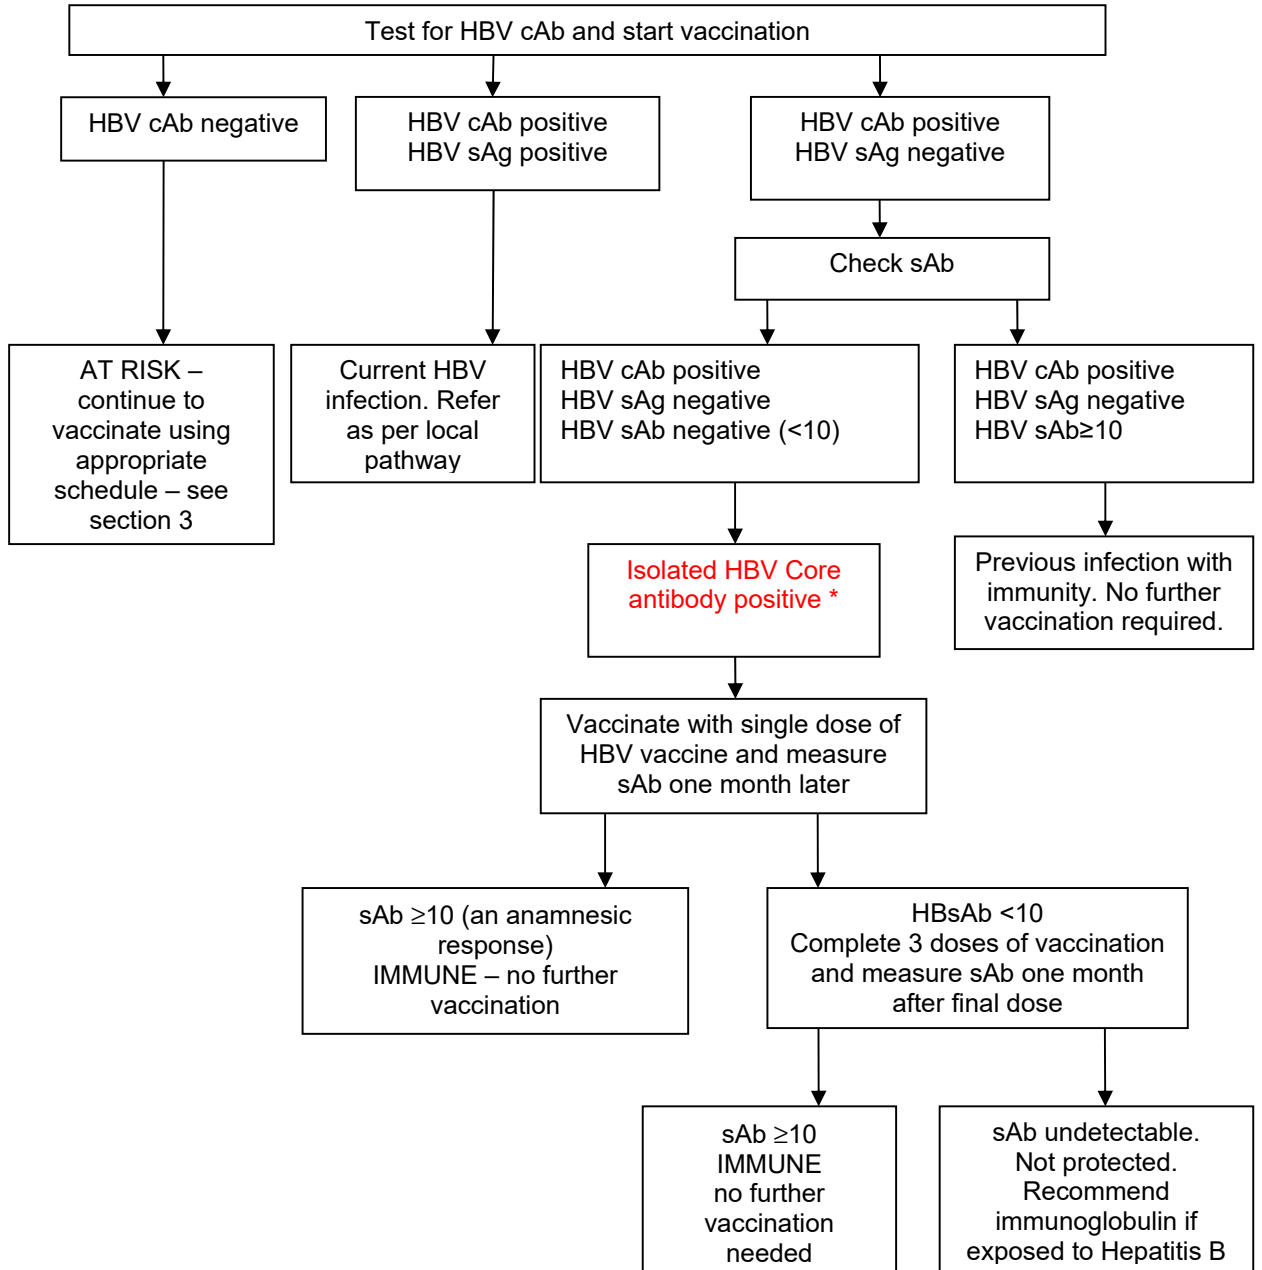 Test for HBV cAb and start vaccination
HBV cAb negative
HBV cAb positive
HBV sAg positive
HBV cAb positive
HBV sAg negative
Check sAb
AT RISK –
continue to
vaccinate using
appropriate
schedule – see
section 3
Current HBV
infection. Refer
as per local
pathway
HBV cAb positive
HBV sAg negative
HBV sAb negative (<10)
HBV cAb positive
HBV sAg negative
HBV sAb≥10
Isolated HBV Core
antibody positive *
Previous infection with
immunity. No further
vaccination required.
Vaccinate with single dose of
HBV vaccine and measure
sAb one month later
sAb ≥10 (an anamnesic
response)
IMMUNE – no further
vaccination
HBsAb <10
Complete 3 doses of vaccination
and measure sAb one month
after final dose
sAb ≥10
IMMUNE
no further
vaccination
needed
sAb undetectable.
Not protected.
Recommend
immunoglobulin if
exposed to Hepatitis B